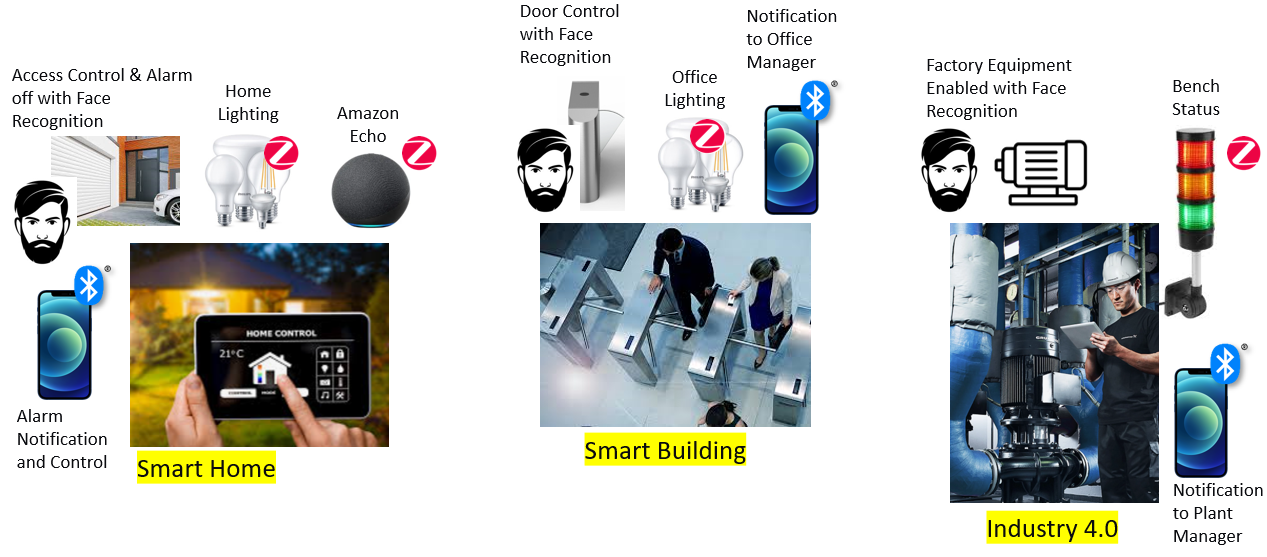 Access Control & Alarm
off with Face
Recognition
Home
Lighting
Amazon
Echo
HOME CONTROL
21°C
CONTROL
MODE
Alarm
Notification
and Control
Smart Home
Door Control
with Face
Recognition
Office
Lighting
Notification
to Office
Manager
®
Smart Building
Factory Equipment
Enabled with Face
Recognition
Bench
Status
®
Notification
to Plant
Manager
Industry 4.0